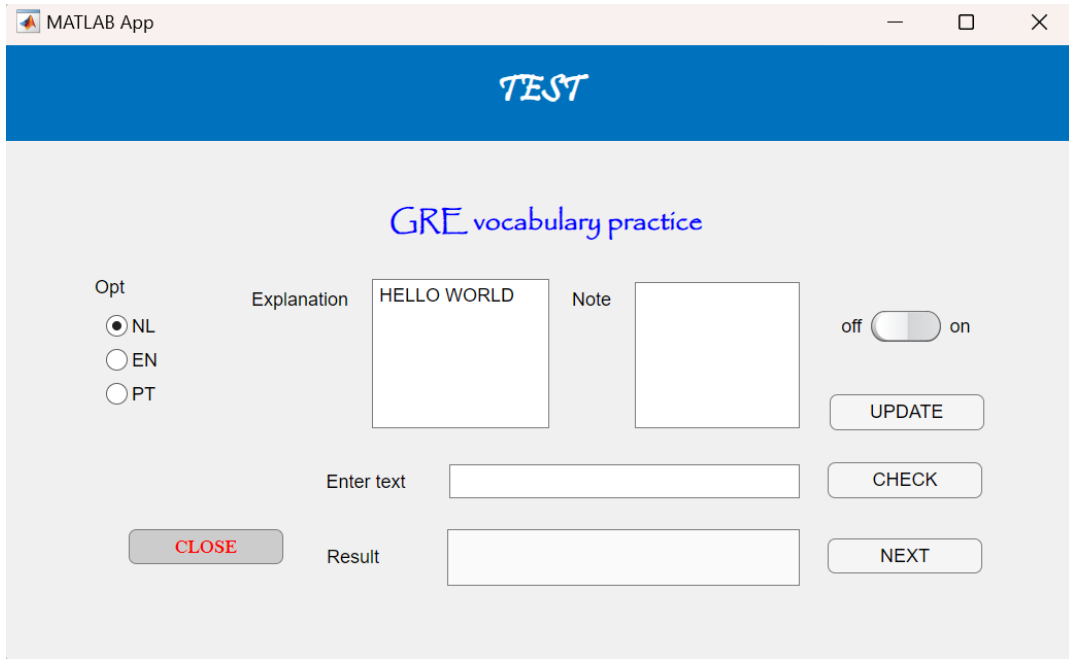 MATLAB App
TEST
GRE vocabulary practice
Opt
NL
EN
PT
Explanation
HELLO WORLD
Note
off
on
UPDATE
Enter text
CHECK
CLOSE
Result
NEXT